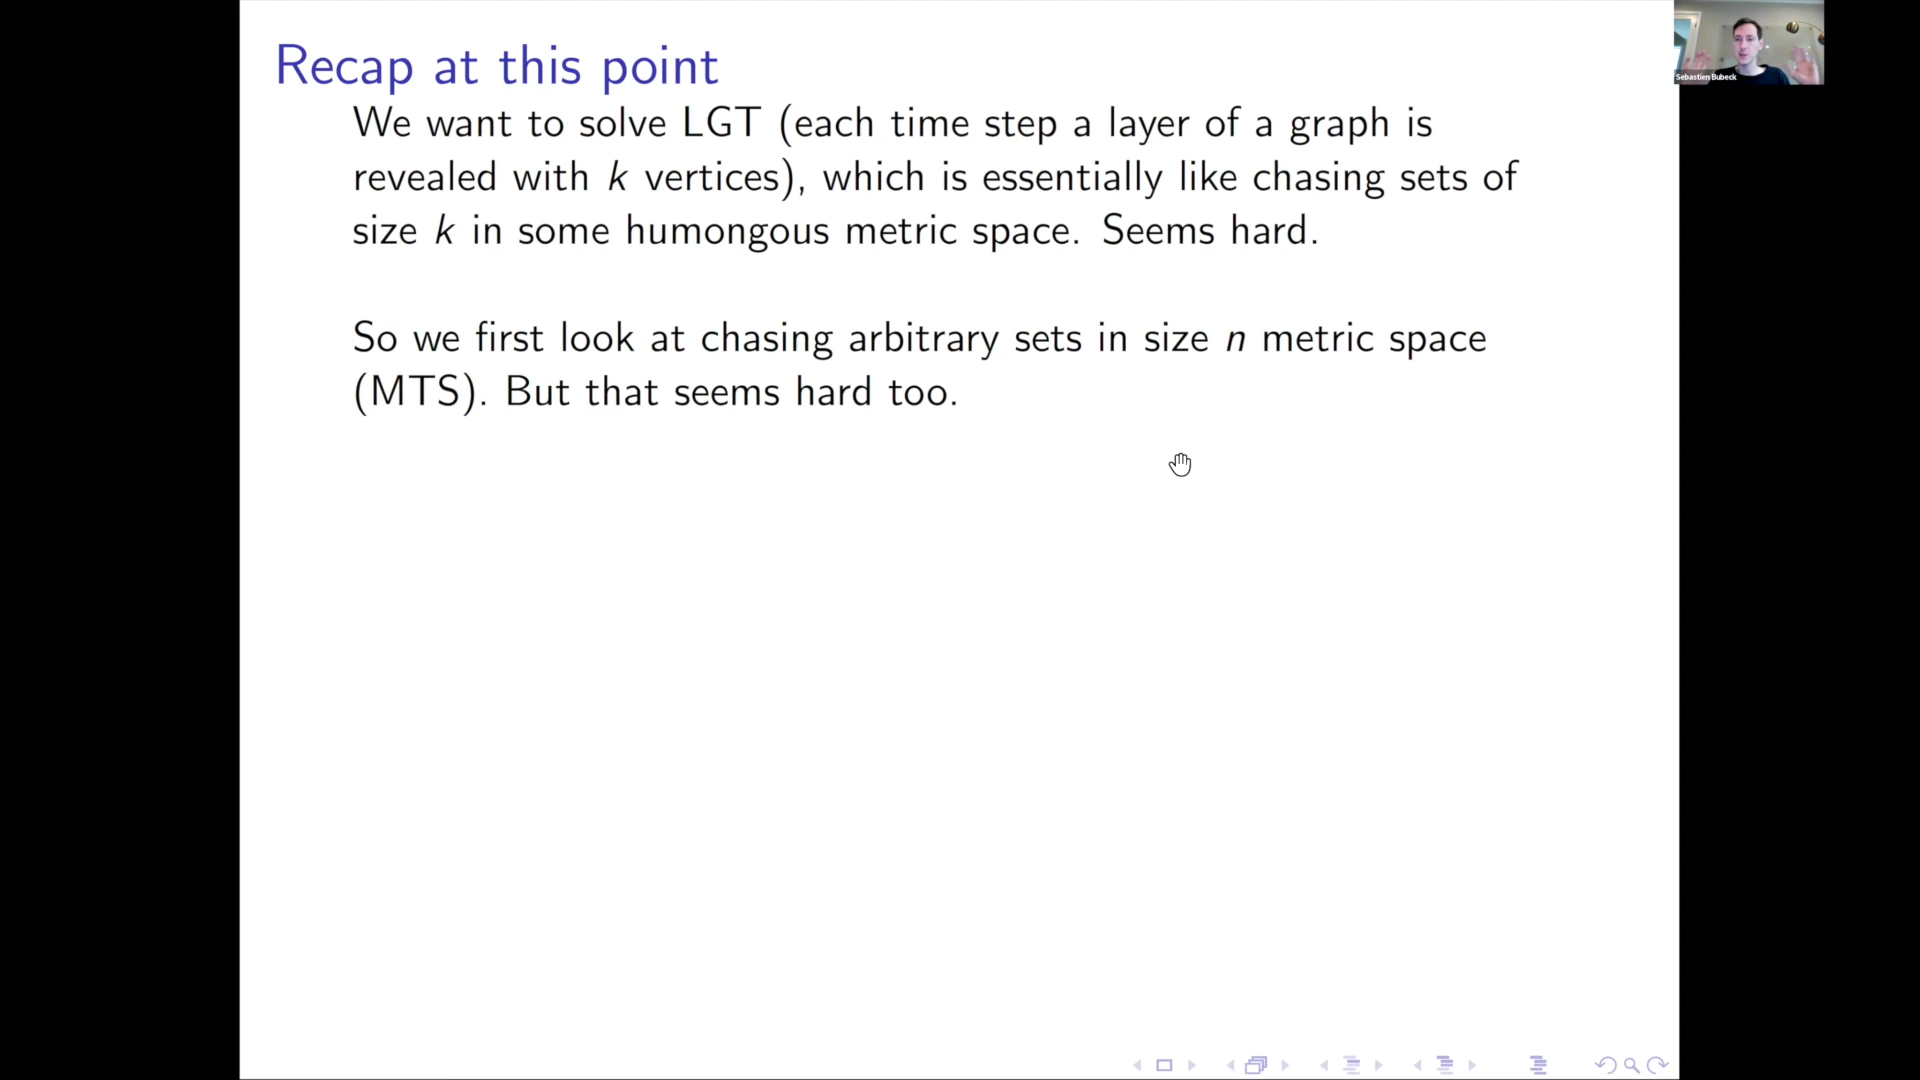 Recap at this point
We want to solve LGT (each time step a layer of a graph is
revealed with k vertices), which is essentially like chasing sets of
size k in some humongous metric space. Seems hard.
So we first look at chasing arbitrary sets in size n metric space
(MTS). But that seems hard too.
Sebastien Bubeck